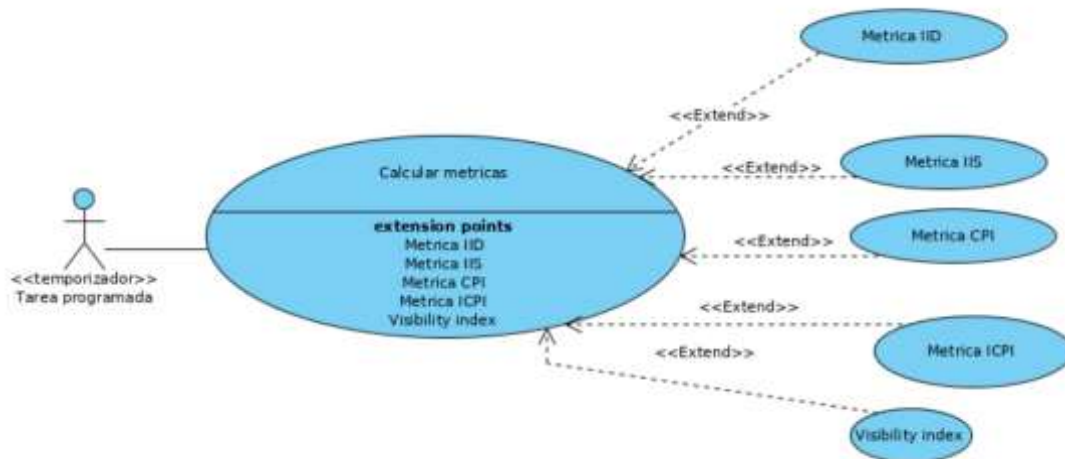 Metrica IID
<<Extend>>
Calcular metricas
<<Extend>>
Metrica IIS
extension points
Metrica IID
Metrica IIS
Metrica CPI
Metrica ICPI
Visibility index
<<Extend>>
Metrica CPI
<<temporizador>>
Tarea programada
<<Extend>>
Metrica ICPI
<<Extend>>
Visibility index